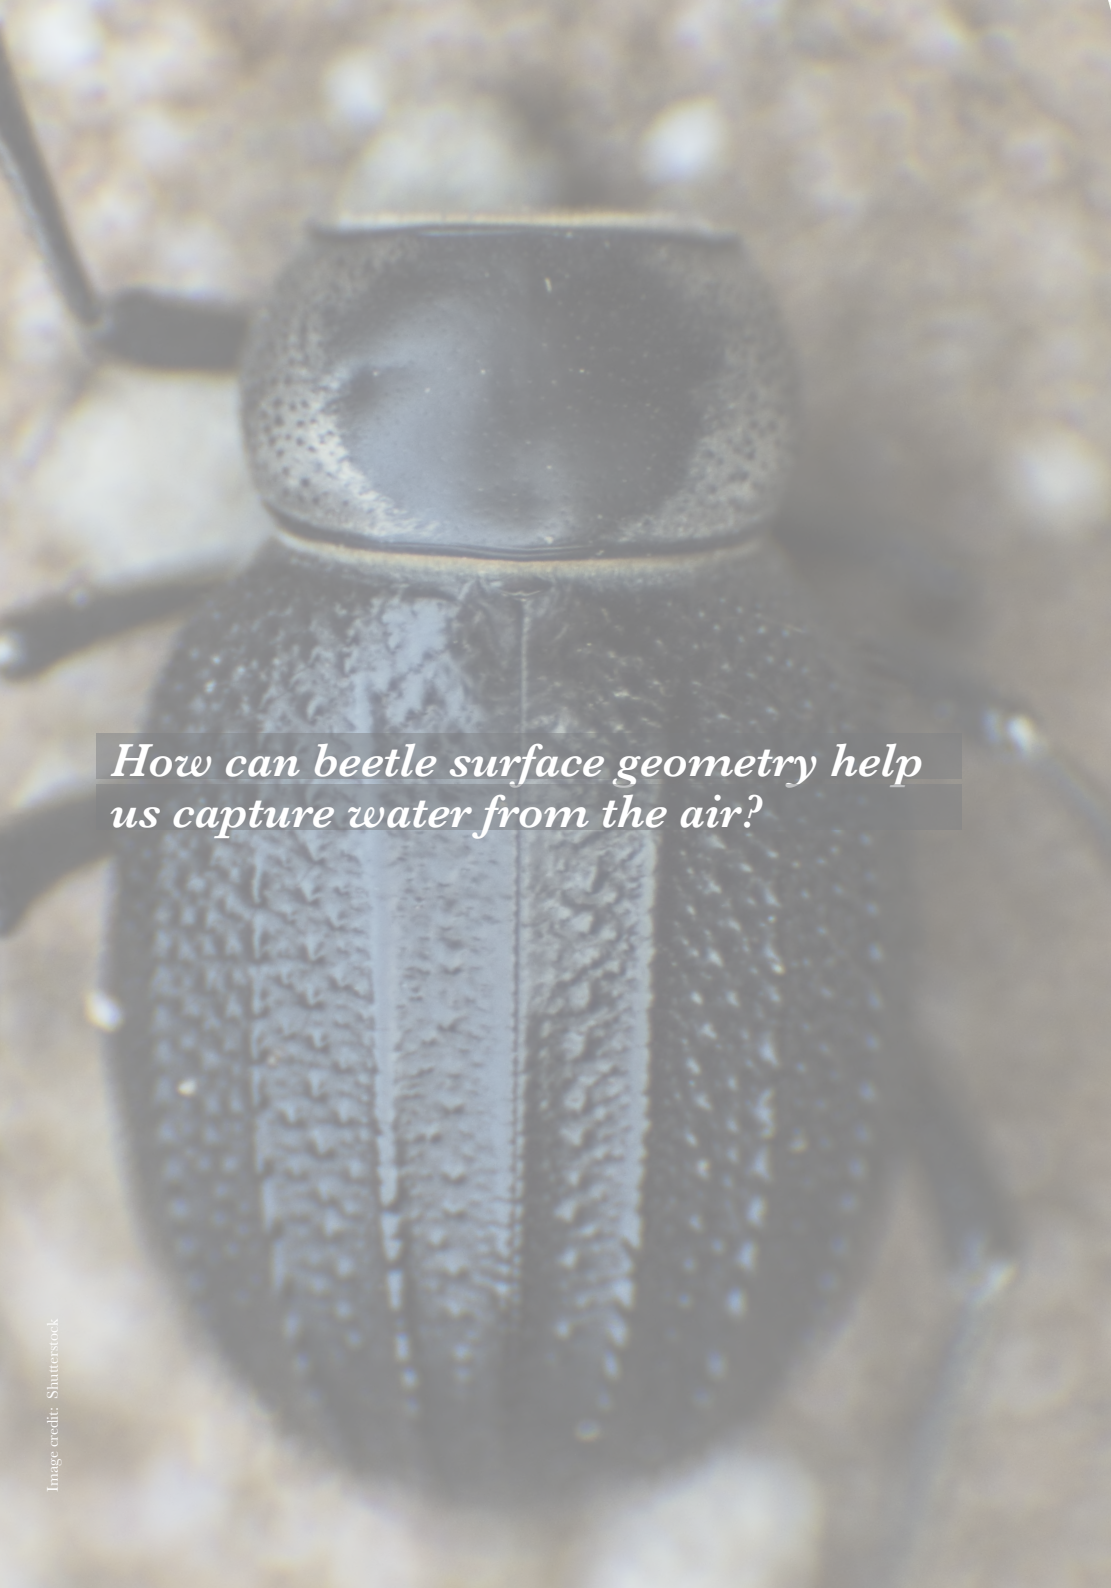 How can beetle surface geometry help
us capture water from the air?
Image credit: Shutterstock